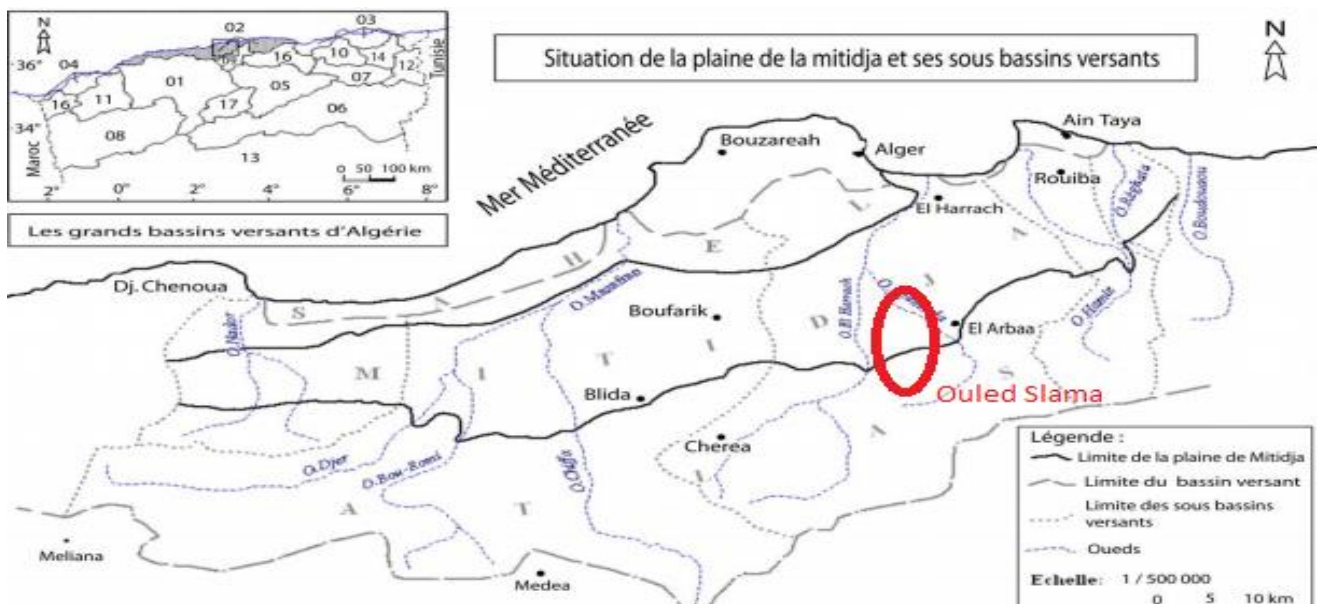 N
02
03
04
36°
01
16
10
14
12
Tunisie
05
07
16
11
17
06
08
34°
13
Maroc
0 50 100 km
2° 0° 2° 4° 6° 8°
Les grands bassins versants d'Algérie
Situation de la plaine de la mitidja et ses sous bassins versants
N
Mer Méditerranée
Bouzareah
Alger
Ain Taya
Rouiba
O.Réghaïa
O.Boudouaou
El Harrach
Dj. Chenoua
S A H E L
O.Nador
O.Mazafran
Boufarik
O.El Harrach
El Arbaa
O.Hamiz
M I T I D J A
Blida
Ouled Slama
Cherea
O.Djer
O.Bou-Romi
O.Chiffa
A T L A S
Meliana
Medea
Légende :
Limite de la plaine de Mitidja
Limite du bassin versant
Limite des sous bassins
versants
Oueds
Echelle: 1 / 500 000
0 5 10 km